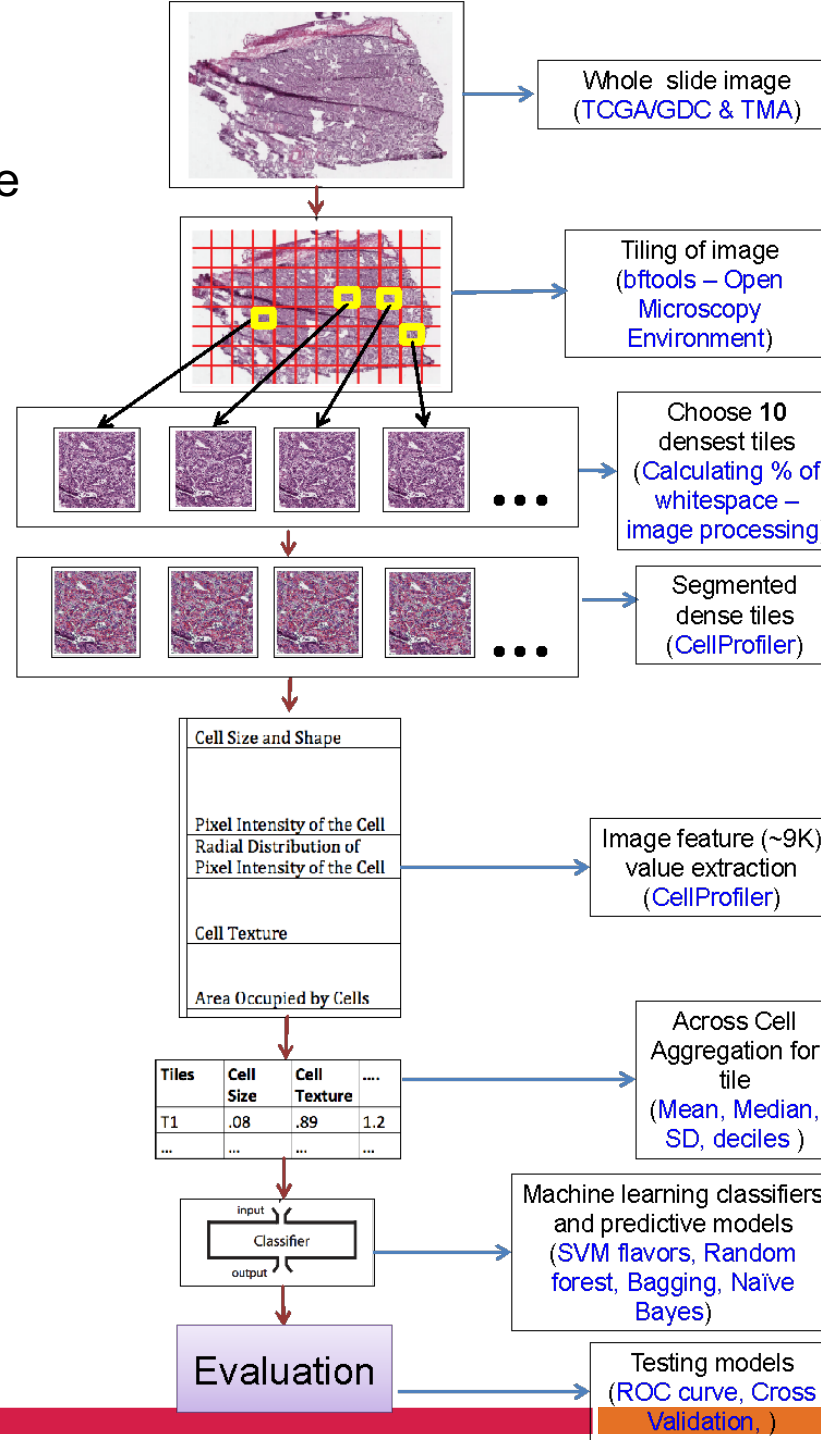 Whole slide image
(TCGA/GDC & TMA)
e
Tiling of image
(bftools – Open
Microscopy
Environment)
Choose 10
densest tiles
(Calculating % of
whitespace –
image processing
...
Segmented
dense tiles
(CellProfiler)
...
Cell Size and Shape
Pixel Intensity of the Cell
Radial Distribution of
Pixel Intensity of the Cell
Cell Texture
Area Occupied by Cells
Image feature (~9K)
value extraction
(CellProfiler)
Tiles Cell Size Cell Texture ....
T1 .08 .89 1.2
... ... ... ...
Across Cell
Aggregation for
tile
(Mean, Median,
SD, deciles )
input
Classifier
output
Machine learning classifiers
and predictive models
(SVM flavors, Random
forest, Bagging, Naïve
Bayes)
Evaluation
Testing models
(ROC curve, Cross
Validation, )